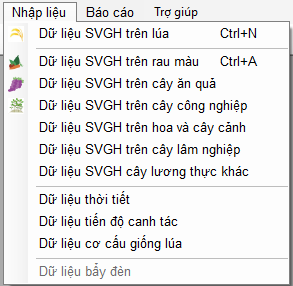 Nhập liệu Báo cáo Trợ giúp
Dữ liệu SVGH trên lúa Ctrl+N
Dữ liệu SVGH trên rau màu Ctrl+A
Dữ liệu SVGH trên cây ăn quả
Dữ liệu SVGH trên cây công nghiệp
Dữ liệu SVGH trên hoa và cây cảnh
Dữ liệu SVGH trên cây lâm nghiệp
Dữ liệu SVGH cây lương thực khác
Dữ liệu thời tiết
Dữ liệu tiến độ canh tác
Dữ liệu cơ cấu giống lúa
Dữ liệu bẩy đèn